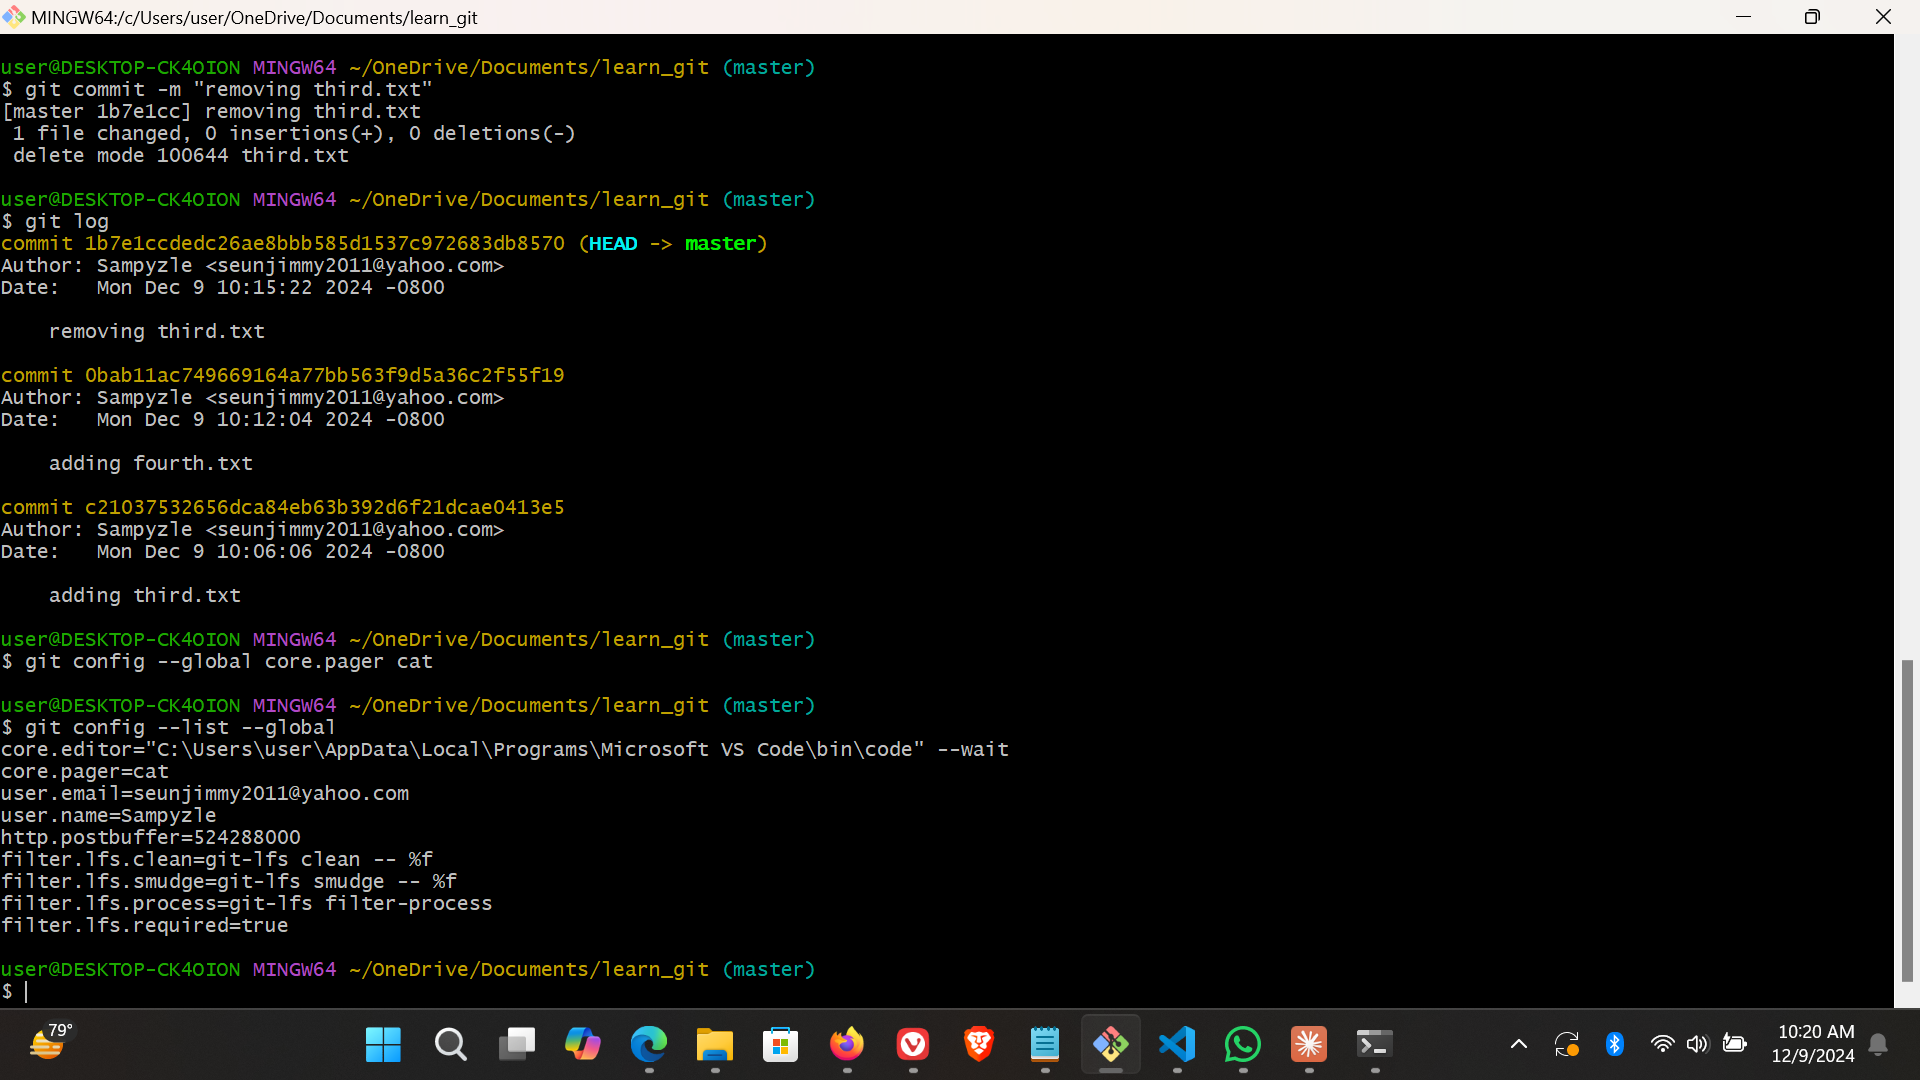 MINGW64:/c/Users/user/OneDrive/Documents/learn_git
user@DESKTOP-CK4OION MINGW64 ~/OneDrive/Documents/learn_git (master)
$ git commit -m "removing third.txt"
[master 1b7e1cc] removing third.txt
 1 file changed, 0 insertions(+), 0 deletions(-)
 delete mode 100644 third.txt
user@DESKTOP-CK4OION MINGW64 ~/OneDrive/Documents/learn_git (master)
$ git log
commit 1b7e1ccdedc26ae8bbb585d1537c972683db8570 (HEAD -> master)
Author: Sampyzle <seunjimmy2011@yahoo.com>
Date:   Mon Dec 9 10:15:22 2024 -0800
    removing third.txt
commit 0bab11ac749669164a77bb563f9d5a36c2f55f19
Author: Sampyzle <seunjimmy2011@yahoo.com>
Date:   Mon Dec 9 10:12:04 2024 -0800
    adding fourth.txt
commit c21037532656dca84eb63b392d6f21dcae0413e5
Author: Sampyzle <seunjimmy2011@yahoo.com>
Date:   Mon Dec 9 10:06:06 2024 -0800
    adding third.txt
user@DESKTOP-CK4OION MINGW64 ~/OneDrive/Documents/learn_git (master)
$ git config --global core.pager cat
user@DESKTOP-CK4OION MINGW64 ~/OneDrive/Documents/learn_git (master)
$ git config --list --global
core.editor="C:\Users\user\AppData\Local\Programs\Microsoft VS Code\bin\code" --wait
core.pager=cat
user.email=seunjimmy2011@yahoo.com
user.name=Sampyzle
http.postbuffer=524288000
filter.lfs.clean=git-lfs clean -- %f
filter.lfs.smudge=git-lfs smudge -- %f
filter.lfs.process=git-lfs filter-process
filter.lfs.required=true
user@DESKTOP-CK4OION MINGW64 ~/OneDrive/Documents/learn_git (master)
$
79°
10:20 AM
12/9/2024